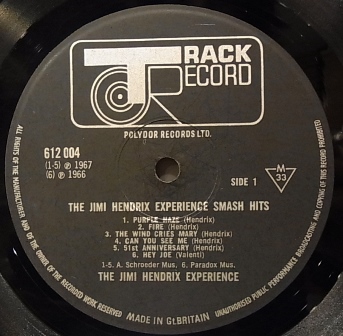 TRACK
RECORD
POLYDOR RECORDS LTD.
612 004
(1-5) ℗ 1967
(6) ℗ 1966
SIDE 1
M
33
THE JIMI HENDRIX EXPERIENCE SMASH HITS
1. PURPLE HAZE (Hendrix)
2. FIRE (Hendrix)
3. THE WIND CRIES MARY (Hendrix)
4. CAN YOU SEE ME (Hendrix)
5. 51st ANNIVERSARY (Hendrix)
6. HEY JOE (Valenti)
1-5. A. Schroeder Mus. 6. Paradox Mus.
THE JIMI HENDRIX EXPERIENCE
ALL RIGHTS OF THE MANUFACTURER AND OF THE OWNER OF THE RECORDED WORK RESERVED
UNAUTHORISED PUBLIC PERFORMANCE BROADCASTING AND COPYING OF THIS RECORD PROHIBITED
MADE IN Gt.BRITAIN